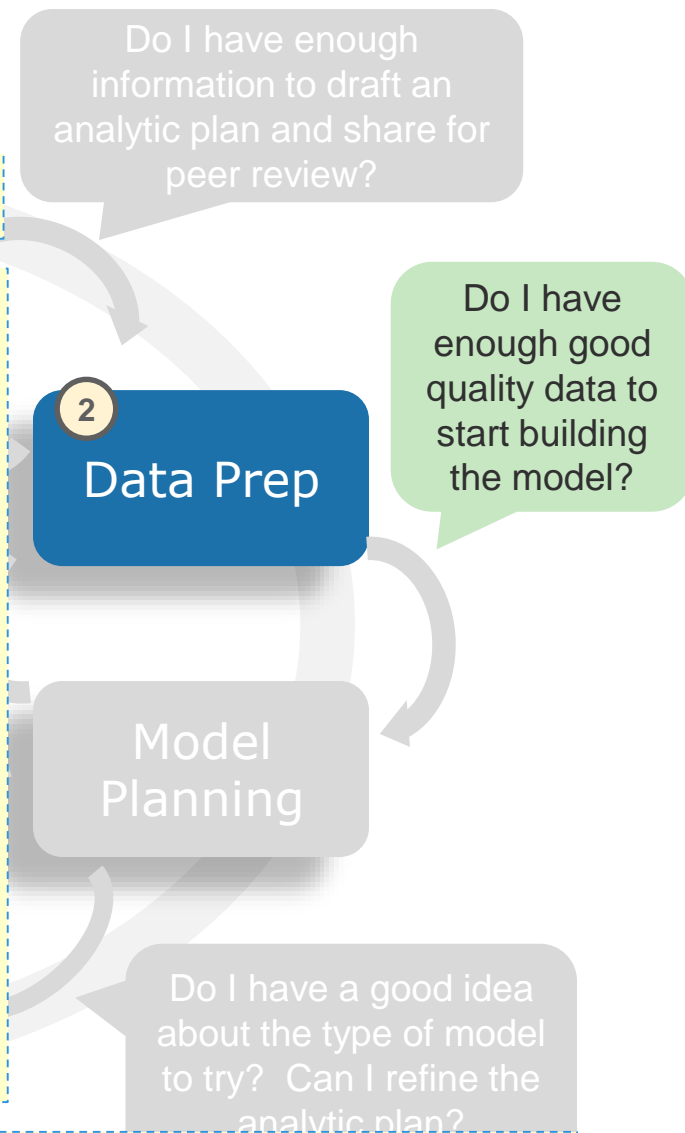 Do I have enough
information to draft an
analytic plan and share for
peer review?
Do I have
enough good
quality data to
start building
the model?
2
Data Prep
Model
Planning
Do I have a good idea
about the type of model
to try?  Can I refine the
analytic plan?